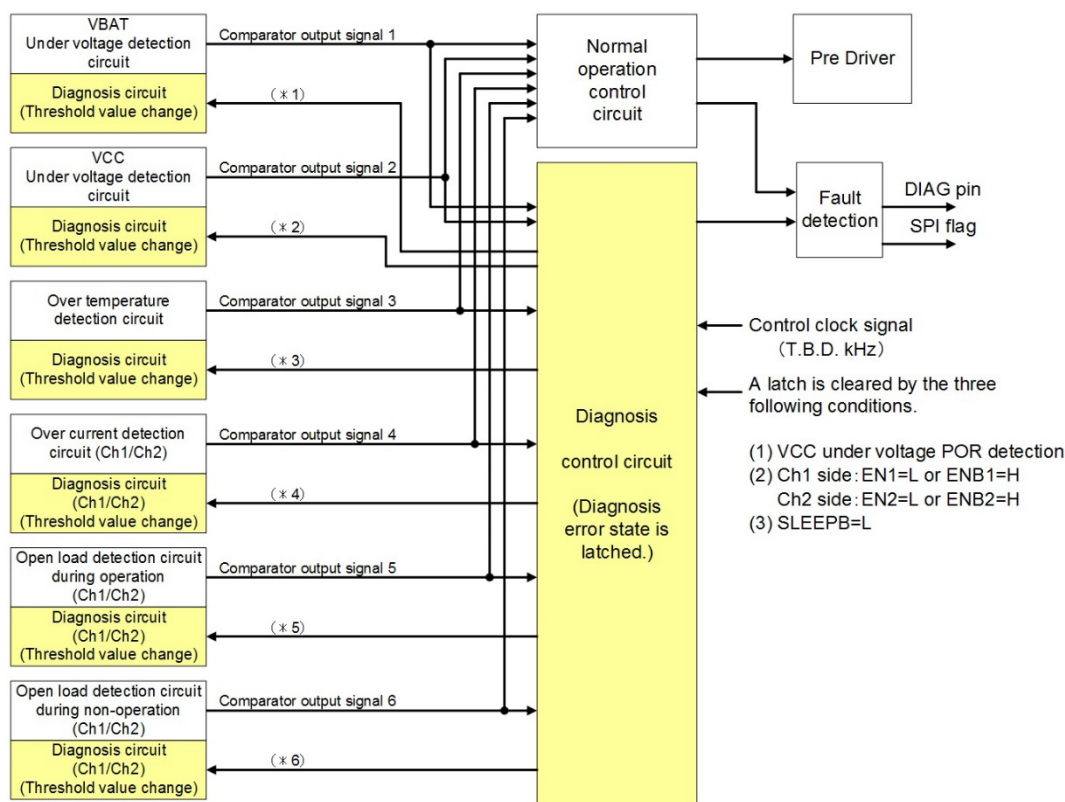 VBAT
Under voltage detection
circuit
Diagnosis circuit
(Threshold value change)
Comparator output signal 1
(＊1)
VCC
Under voltage detection
circuit
Diagnosis circuit
(Threshold value change)
Comparator output signal 2
(＊2)
Over temperature
detection circuit
Diagnosis circuit
(Threshold value change)
Comparator output signal 3
(＊3)
Over current detection
circuit (Ch1/Ch2)
Diagnosis circuit
(Ch1/Ch2)
(Threshold value change)
Comparator output signal 4
(＊4)
Open load detection circuit
during operation
(Ch1/Ch2)
Diagnosis circuit
(Ch1/Ch2)
(Threshold value change)
Comparator output signal 5
(＊5)
Open load detection circuit
during non-operation
(Ch1/Ch2)
Diagnosis circuit
(Ch1/Ch2)
(Threshold value change)
Comparator output signal 6
(＊6)
Normal
operation
control
circuit
Pre Driver
Diagnosis
control circuit
(Diagnosis
error state is
latched.)
Fault
detection
DIAG pin
SPI flag
Control clock signal
(T.B.D. kHz)
A latch is cleared by the three
following conditions.
(1) VCC under voltage POR detection
(2) Ch1 side：EN1=L or ENB1=H
Ch2 side：EN2=L or ENB2=H
(3) SLEEPB=L